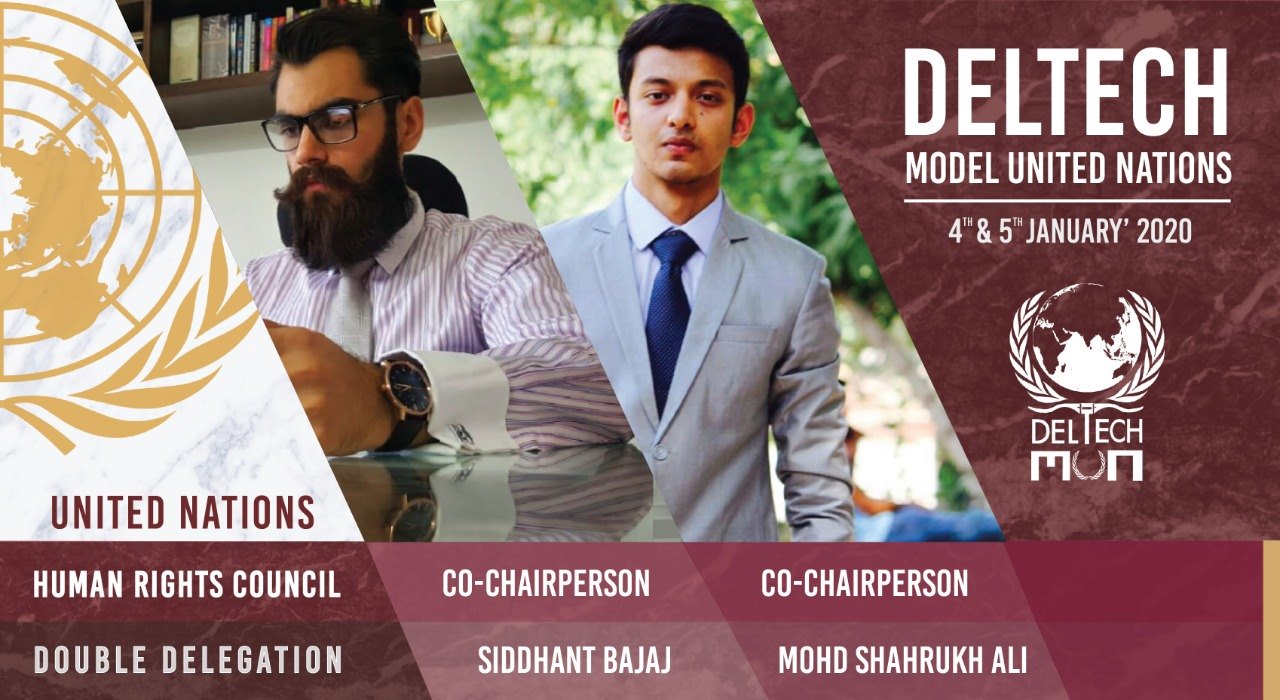 DELTECH
MODEL UNITED NATIONS
4TH & 5TH JANUARY' 2020
DELTECH
MUN
UNITED NATIONS
HUMAN RIGHTS COUNCIL
DOUBLE DELEGATION
CO-CHAIRPERSON
SIDDHANT BAJAJ
CO-CHAIRPERSON
MOHD SHAHRUKH ALI